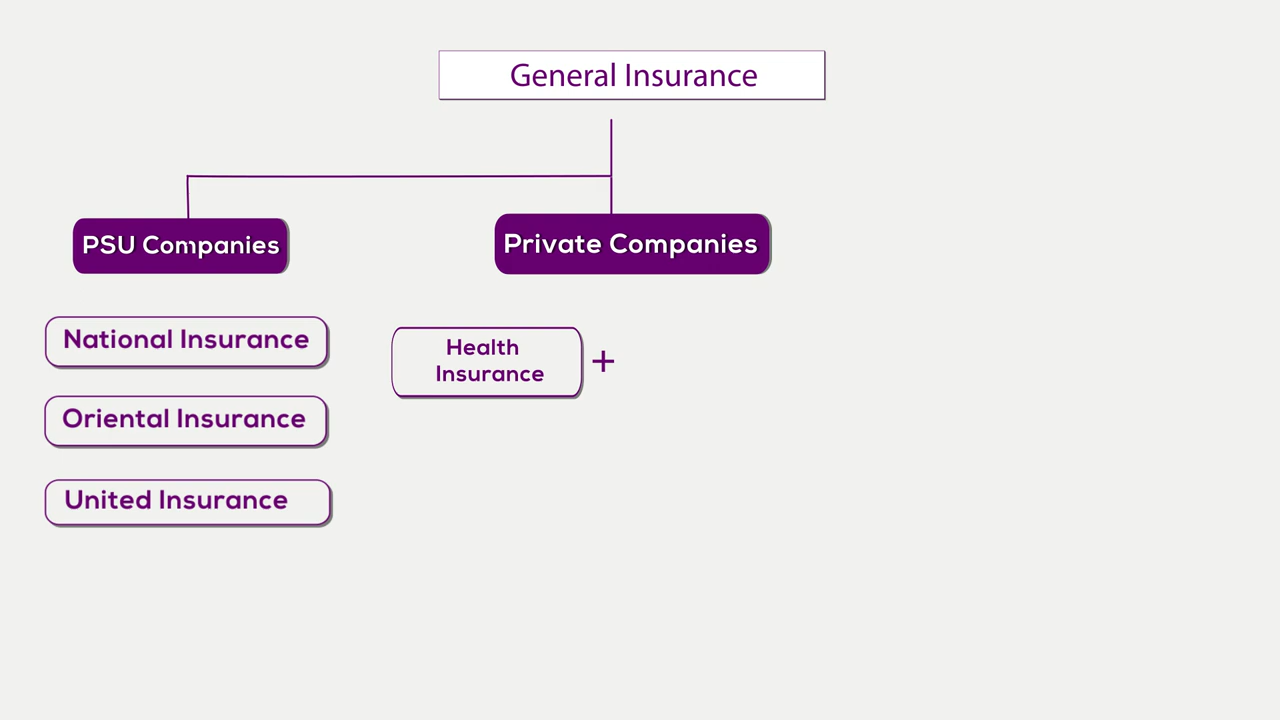 General Insurance
PSU Companies
Private Companies
National Insurance
Oriental Insurance
United Insurance
Health
Insurance
+